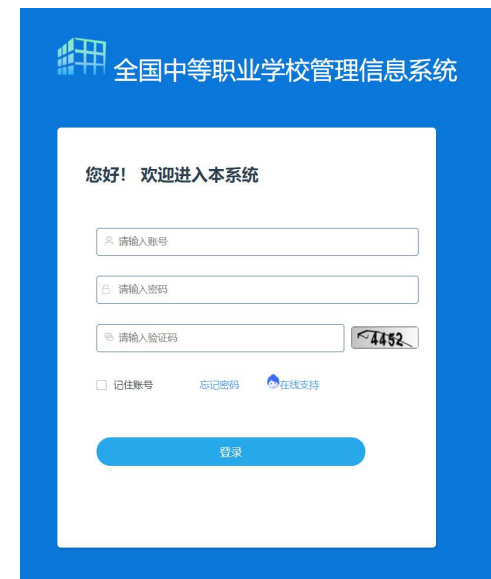 全国中等职业学校管理信息系统
您好! 欢迎进入本系统
请输入账号
请输入密码
请输入验证码 4452
记住账号 忘记密码 在线支持
登录